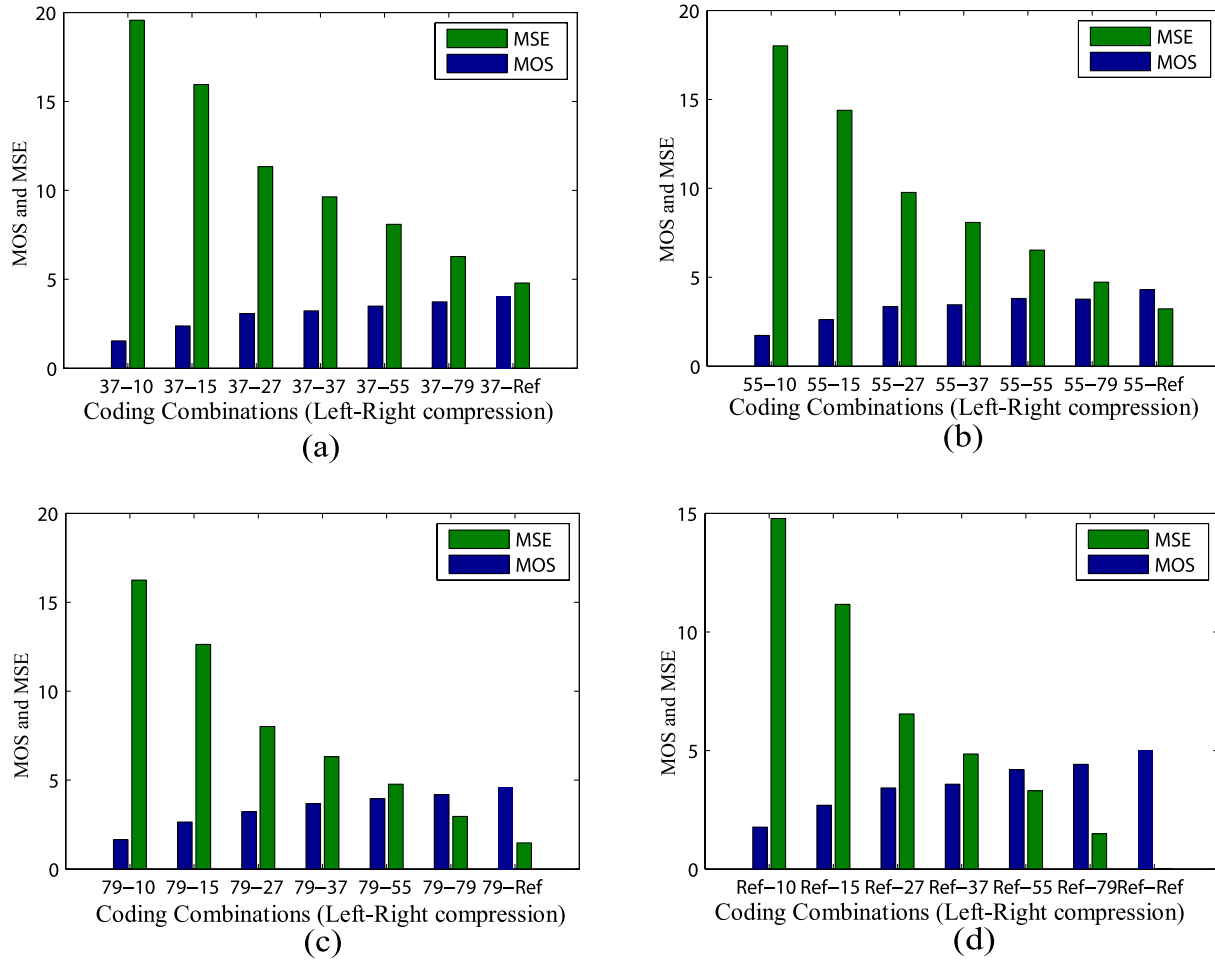 20
15
10
5
0
MOS and MSE
MSE
MOS
37–10 37–15 37–27 37–37 37–55 37–79 37–Ref
Coding Combinations (Left-Right compression)
(a)
20
15
10
5
0
MOS and MSE
MSE
MOS
55–10 55–15 55–27 55–37 55–55 55–79 55–Ref
Coding Combinations (Left-Right compression)
(b)
20
15
10
5
0
MOS and MSE
MSE
MOS
79–10 79–15 79–27 79–37 79–55 79–79 79–Ref
Coding Combinations (Left-Right compression)
(c)
15
10
5
0
MOS and MSE
MSE
MOS
Ref–10 Ref–15 Ref–27 Ref–37 Ref–55 Ref–79 Ref–Ref
Coding Combinations (Left-Right compression)
(d)